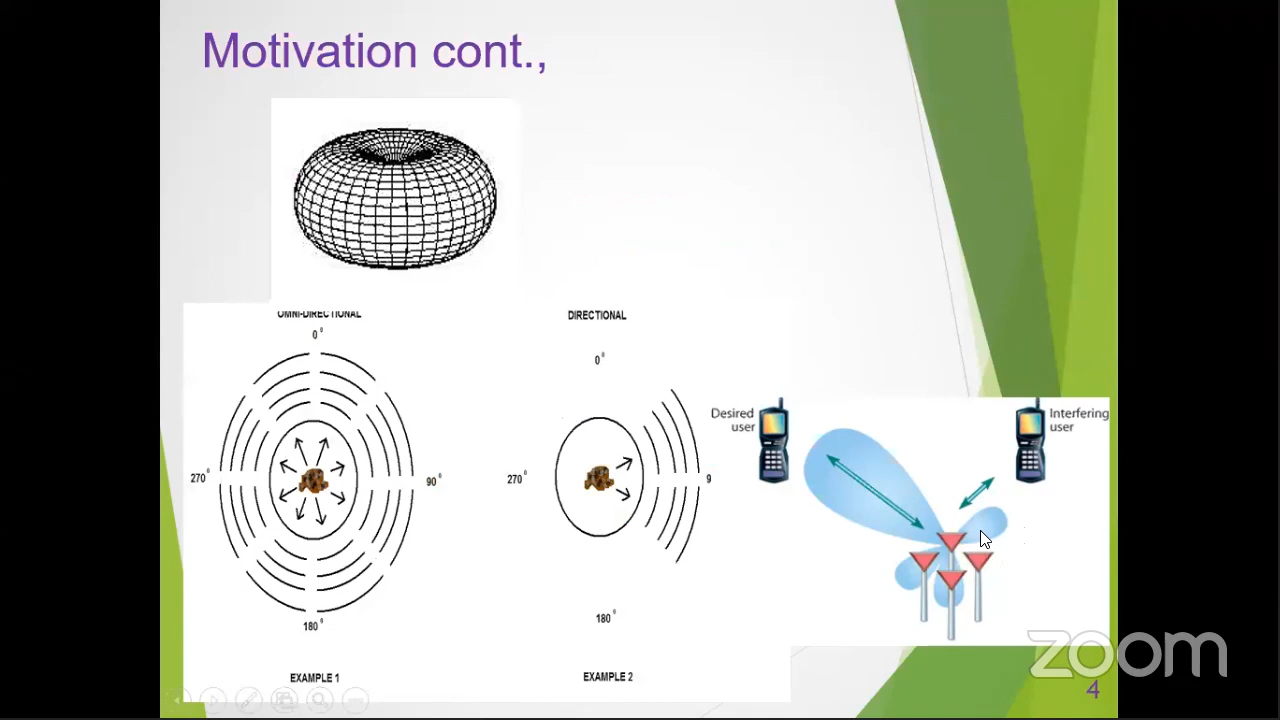 Motivation cont.,
OMNI-DIRECTIONAL
0°
270°
90°
180°
EXAMPLE 1
DIRECTIONAL
0°
270°
9
180°
EXAMPLE 2
Desired
user
Interfering
user
zoom
4